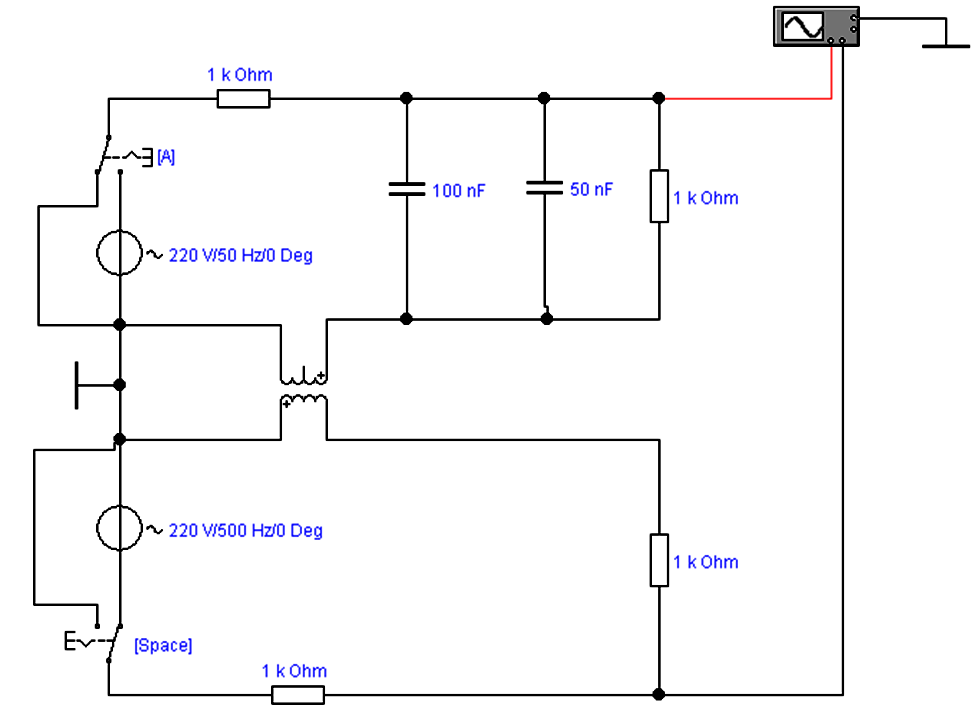 1 k Ohm
[A]
100 nF
50 nF
1 k Ohm
220 V/50 Hz/0 Deg
220 V/500 Hz/0 Deg
1 k Ohm
[Space]
1 k Ohm